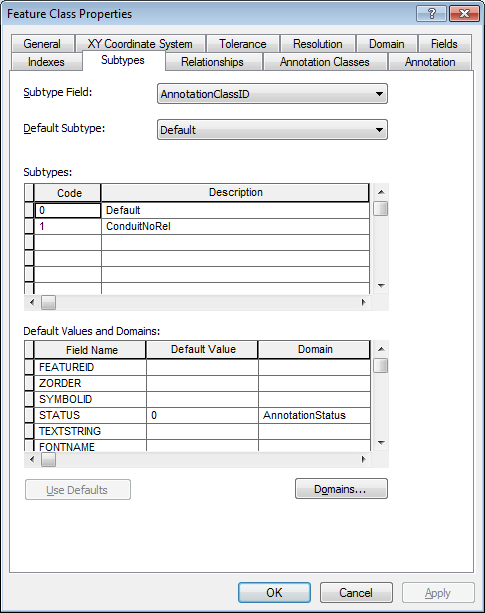 Feature Class Properties
General XY Coordinate System Tolerance Resolution Domain Fields
Indexes Subtypes Relationships Annotation Classes Annotation
Subtype Field: AnnotationClassID
Default Subtype: Default
Subtypes:
Code Description
0 Default
1 ConduitNoRel
Default Values and Domains:
Field Name Default Value Domain
FEATUREID
ZORDER
SYMBOLID
STATUS 0 AnnotationStatus
TEXTSTRING
FONTNAME
Use Defaults Domains...
OK Cancel Apply